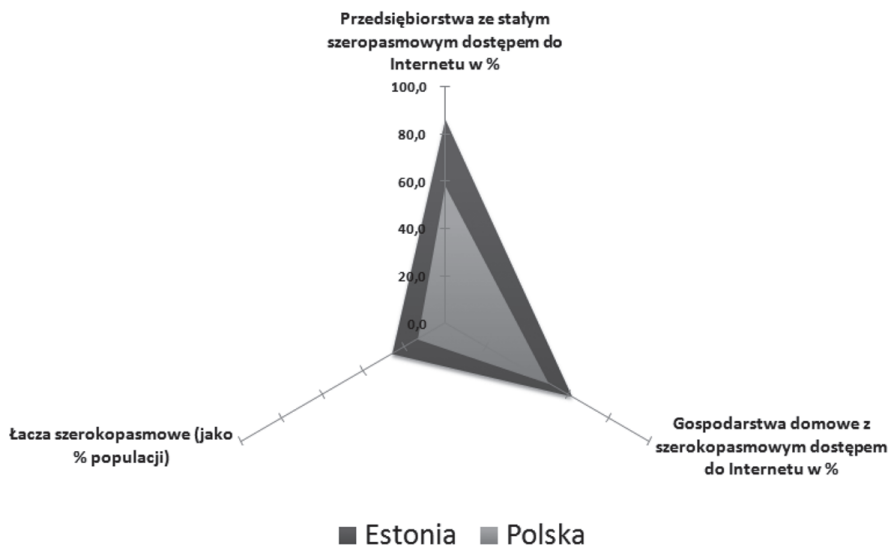 Przedsiębiorstwa ze stałym
szeropasmowym dostępem do
Internetu w %
100,0
80,0
60,0
40,0
20,0
0,0
Łacza szerokopasmowe (jako
% populacji)
Gospodarstwa domowe z
szerokopasmowym dostępem
do Internetu w %
Estonia Polska